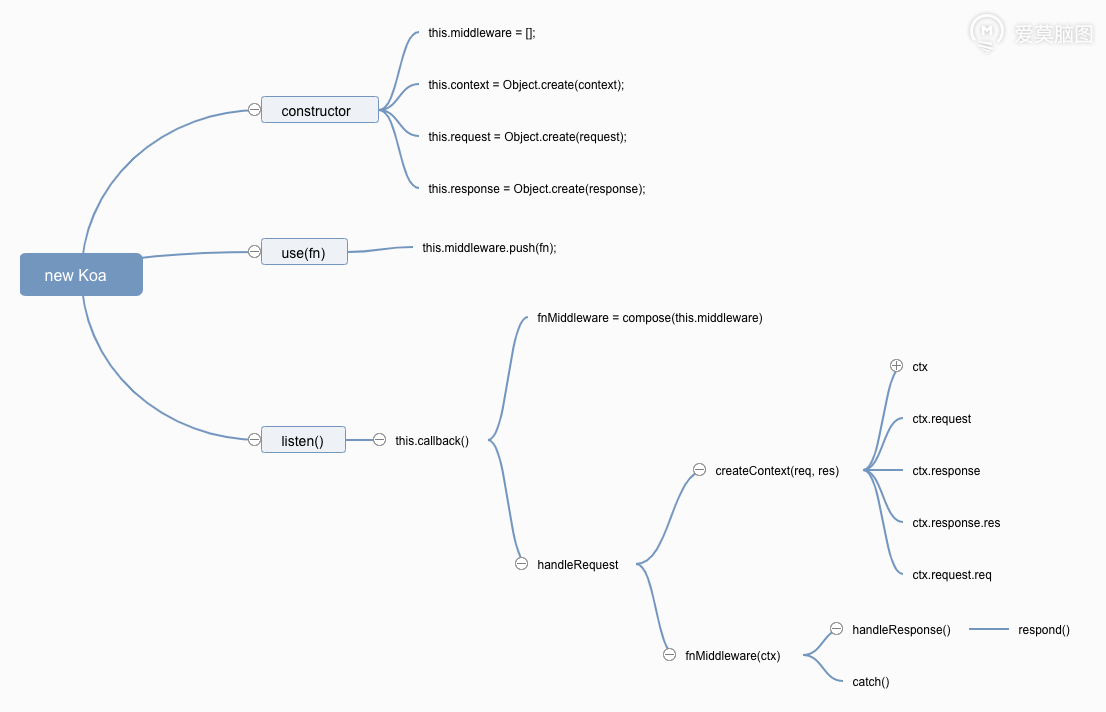 爱莫脑图
new Koa
constructor
this.middleware = [];
this.context = Object.create(context);
this.request = Object.create(request);
this.response = Object.create(response);
use(fn)
this.middleware.push(fn);
listen()
this.callback()
fnMiddleware = compose(this.middleware)
handleRequest
createContext(req, res)
ctx
ctx.request
ctx.response
ctx.response.res
ctx.request.req
fnMiddleware(ctx)
handleResponse()
respond()
catch()